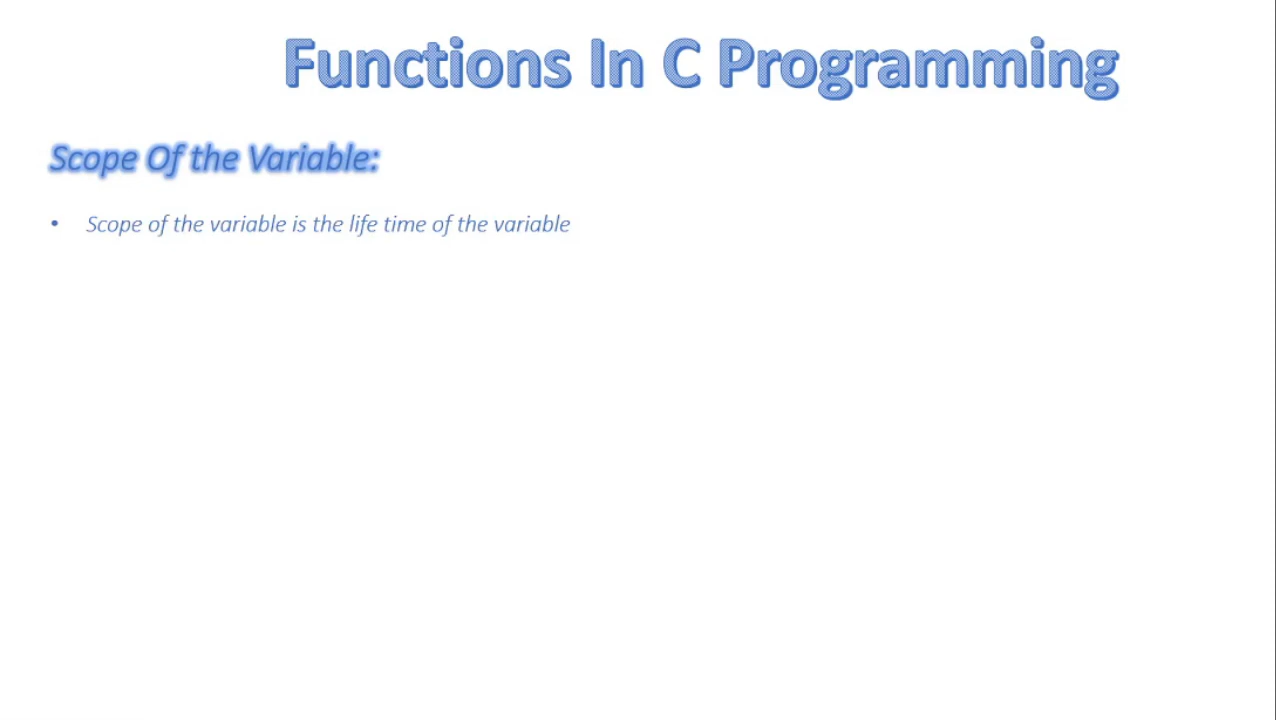 Functions In C Programming
Scope Of the Variable:
• Scope of the variable is the life time of the variable